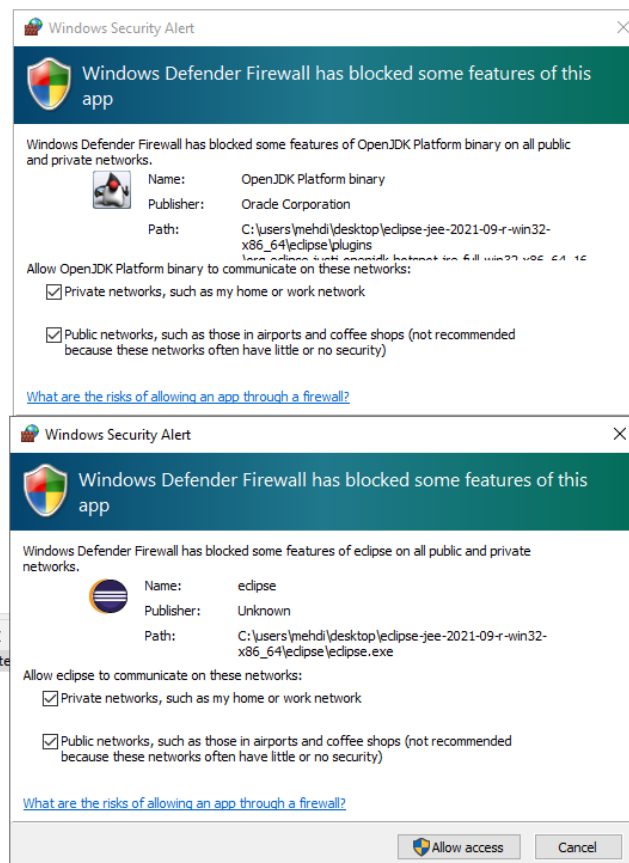 Windows Security Alert
Windows Defender Firewall has blocked some features of this
app
Windows Defender Firewall has blocked some features of OpenJDK Platform binary on all public
and private networks.
Name: OpenJDK Platform binary
Publisher: Oracle Corporation
Path: C:\users\mehdi\desktop\eclipse-jee-2021-09-r-win32-
x86_64\eclipse\plugins
\org.eclipse.justj.openjdk.hotspot.jre.full.win32.x86_64_16
Allow OpenJDK Platform binary to communicate on these networks:
Private networks, such as my home or work network
Public networks, such as those in airports and coffee shops (not recommended
because these networks often have little or no security)
What are the risks of allowing an app through a firewall?
Windows Security Alert
Windows Defender Firewall has blocked some features of this
app
Windows Defender Firewall has blocked some features of eclipse on all public and private
networks.
Name: eclipse
Publisher: Unknown
Path: C:\users\mehdi\desktop\eclipse-jee-2021-09-r-win32-
x86_64\eclipse\eclipse.exe
te
Allow eclipse to communicate on these networks:
Private networks, such as my home or work network
Public networks, such as those in airports and coffee shops (not recommended
because these networks often have little or no security)
What are the risks of allowing an app through a firewall?
Allow access Cancel